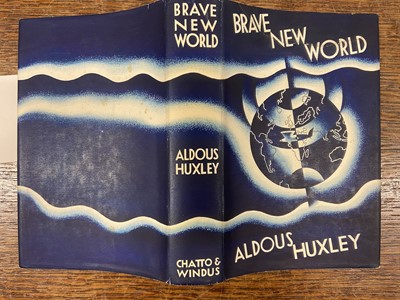 BRAVE
NEW
WORLD
ALDOUS
HUXLEY
CHATTO &
WINDUS
BRAVE
NEW
WORLD
ALDOUS HUXLEY